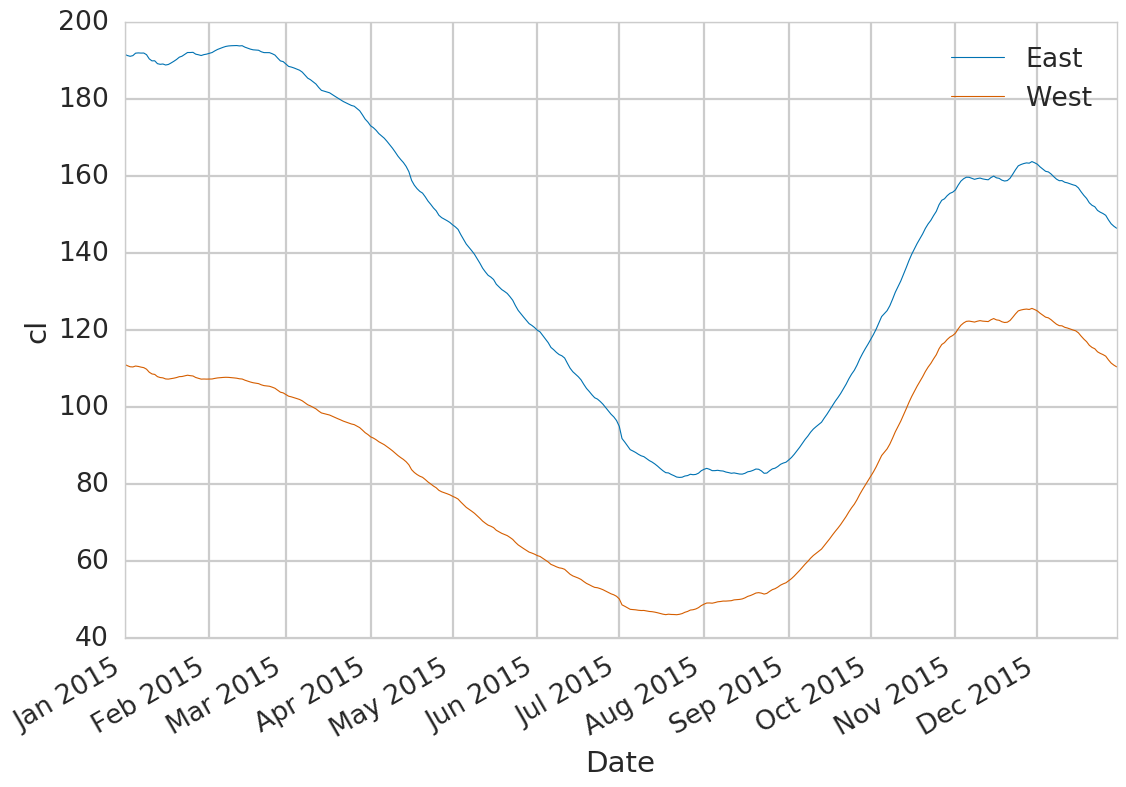 200
180
160
140
120
100
80
60
40
cl
East
West
Jan 2015
Feb 2015
Mar 2015
Apr 2015
May 2015
Jun 2015
Jul 2015
Aug 2015
Sep 2015
Oct 2015
Nov 2015
Dec 2015
Date